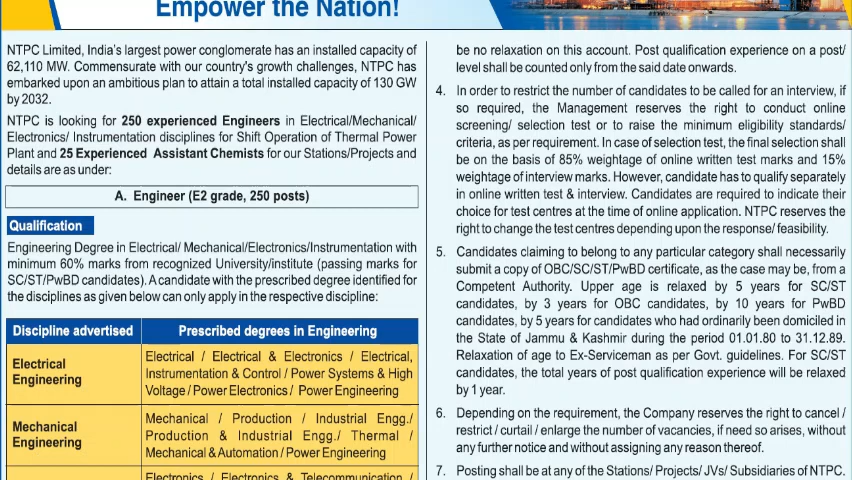 Empower the Nation!
NTPC Limited, India's largest power conglomerate has an installed capacity of
62,110 MW. Commensurate with our country's growth challenges, NTPC has
embarked upon an ambitious plan to attain a total installed capacity of 130 GW
by 2032.
NTPC is looking for 250 experienced Engineers in Electrical/Mechanical/
Electronics/ Instrumentation disciplines for Shift Operation of Thermal Power
Plant and 25 Experienced Assistant Chemists for our Stations/Projects and
details are as under:
A. Engineer (E2 grade, 250 posts)
Qualification
Engineering Degree in Electrical/ Mechanical/Electronics/Instrumentation with
minimum 60% marks from recognized University/institute (passing marks for
SC/ST/PwBD candidates). A candidate with the prescribed degree identified for
the disciplines as given below can only apply in the respective discipline:
Discipline advertised
Prescribed degrees in Engineering
Electrical
Engineering
Electrical / Electrical & Electronics / Electrical,
Instrumentation & Control / Power Systems & High
Voltage / Power Electronics / Power Engineering
Mechanical
Engineering
Mechanical / Production / Industrial Engg./
Production & Industrial Engg./ Thermal /
Mechanical & Automation / Power Engineering
Electronics / Electronics & Telecommunication /
be no relaxation on this account. Post qualification experience on a post/
level shall be counted only from the said date onwards.
4. In order to restrict the number of candidates to be called for an interview, if
so required, the Management reserves the right to conduct online
screening/ selection test or to raise the minimum eligibility standards/
criteria, as per requirement. In case of selection test, the final selection shall
be on the basis of 85% weightage of online written test marks and 15%
weightage of interview marks. However, candidate has to qualify separately
in online written test & interview. Candidates are required to indicate their
choice for test centres at the time of online application. NTPC reserves the
right to change the test centres depending upon the response/ feasibility.
5. Candidates claiming to belong to any particular category shall necessarily
submit a copy of OBC/SC/ST/PwBD certificate, as the case may be, from a
Competent Authority. Upper age is relaxed by 5 years for SC/ST
candidates, by 3 years for OBC candidates, by 10 years for PwBD
candidates, by 5 years for candidates who had ordinarily been domiciled in
the State of Jammu & Kashmir during the period 01.01.80 to 31.12.89.
Relaxation of age to Ex-Serviceman as per Govt. guidelines. For SC/ST
candidates, the total years of post qualification experience will be relaxed
by 1 year.
6. Depending on the requirement, the Company reserves the right to cancel /
restrict / curtail / enlarge the number of vacancies, if need so arises, without
any further notice and without assigning any reason thereof.
7. Posting shall be at any of the Stations/ Projects/ JVs/ Subsidiaries of NTPC.